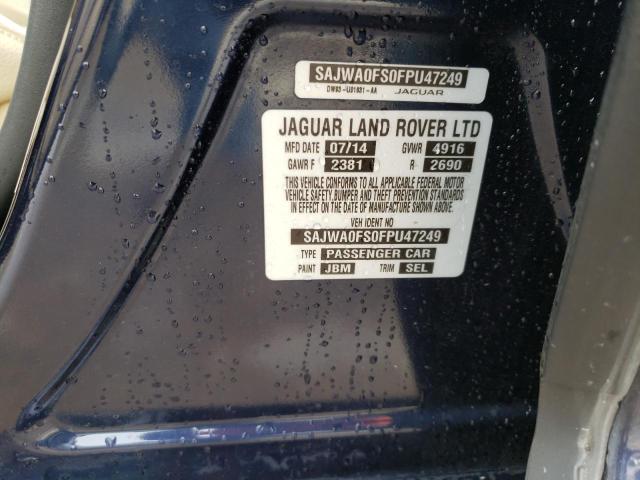 SAJWA0FS0FPU47249
DW93-U01631-AA JAGUAR
JAGUAR LAND ROVER LTD
MFD DATE 07/14 GVWR 4916
GAWR F 2381 R 2690
THIS VEHICLE CONFORMS TO ALL APPLICABLE FEDERAL MOTOR
VEHICLE SAFETY,BUMPER AND THEFT PREVENTION STANDARDS
IN EFFECT ON THE DATE OF MANUFACTURE SHOWN ABOVE.
VEH IDENT NO
SAJWA0FS0FPU47249
TYPE PASSENGER CAR
PAINT JBM TRIM SEL